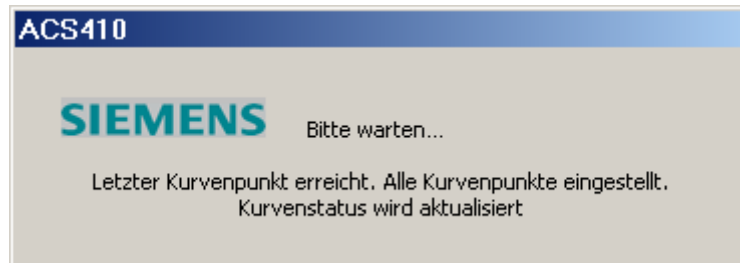 ACS410
SIEMENS
Bitte warten...
Letzter Kurvenpunkt erreicht. Alle Kurvenpunkte eingestellt.
Kurvenstatus wird aktualisiert